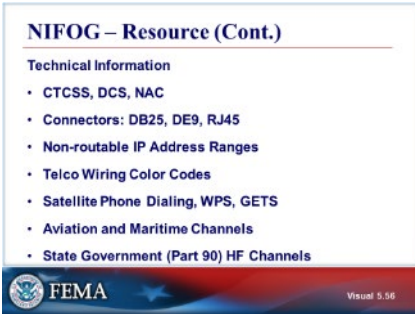 NIFOG – Resource (Cont.)
Technical Information
• CTCSS, DCS, NAC
• Connectors: DB25, DE9, RJ45
• Non-routable IP Address Ranges
• Telco Wiring Color Codes
• Satellite Phone Dialing, WPS, GETS
• Aviation and Maritime Channels
• State Government (Part 90) HF Channels
FEMA
Visual 5.56